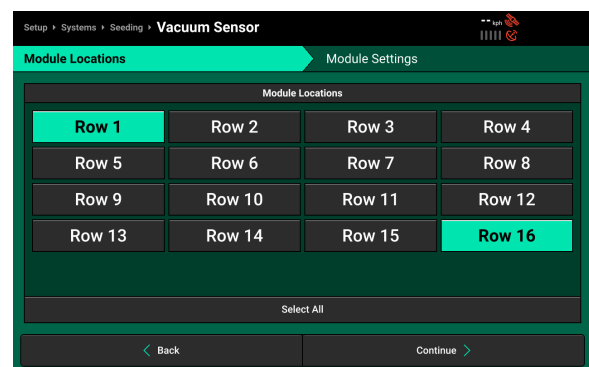 Setup › Systems › Seeding › Vacuum Sensor
-- kph
Module Locations
Module Settings
Module Locations
Row 1 Row 2 Row 3 Row 4
Row 5 Row 6 Row 7 Row 8
Row 9 Row 10 Row 11 Row 12
Row 13 Row 14 Row 15 Row 16
Select All
Back
Continue